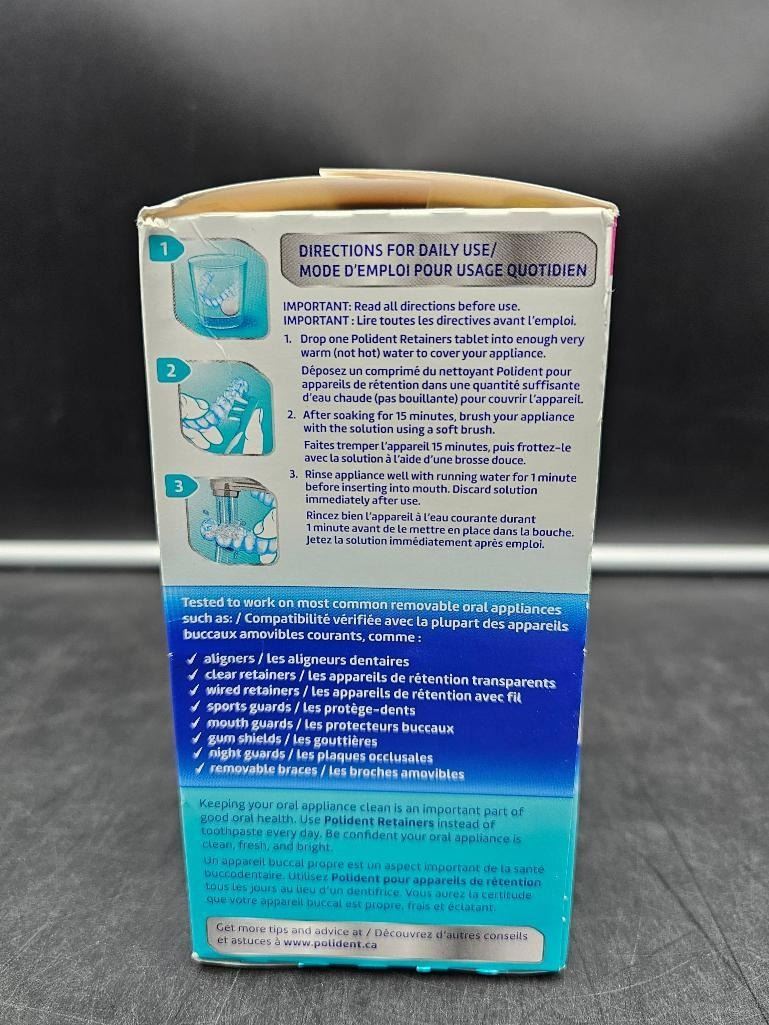 1
DIRECTIONS FOR DAILY USE/
MODE D'EMPLOI POUR USAGE QUOTIDIEN
IMPORTANT: Read all directions before use.
IMPORTANT : Lire toutes les directives avant l'emploi.
1. Drop one Polident Retainers tablet into enough very
warm (not hot) water to cover your appliance.
Déposez un comprimé du nettoyant Polident pour
appareils de rétention dans une quantité suffisante
d'eau chaude (pas bouillante) pour couvrir l'appareil.
2
2. After soaking for 15 minutes, brush your appliance
with the solution using a soft brush.
Faites tremper l'appareil 15 minutes, puis frottez-le
avec la solution à l'aide d'une brosse douce.
3
3. Rinse appliance well with running water for 1 minute
before inserting into mouth. Discard solution
immediately after use.
Rincez bien l'appareil à l'eau courante durant
1 minute avant de le mettre en place dans la bouche.
Jetez la solution immédiatement après emploi.
Tested to work on most common removable oral appliances
such as: / Compatibilité vérifiée avec la plupart des appareils
buccaux amovibles courants, comme :
✓ aligners / les aligneurs dentaires
✓ clear retainers / les appareils de rétention transparents
✓ wired retainers / les appareils de rétention avec fil
✓ sports guards / les protège-dents
✓ mouth guards / les protecteurs buccaux
✓ gum shields / les gouttières
✓ night guards / les plaques occlusales
✓ removable braces / les broches amovibles
Keeping your oral appliance clean is an important part of
good oral health. Use Polident Retainers instead of
toothpaste every day. Be confident your oral appliance is
clean, fresh, and bright.
Un appareil buccal propre est un aspect important de la santé
buccodentaire. Utilisez Polident pour appareils de rétention
tous les jours au lieu d'un dentifrice. Vous aurez la certitude
que votre appareil buccal est propre, frais et éclatant.
Get more tips and advice at / Découvrez d'autres conseils
et astuces à www.polident.ca